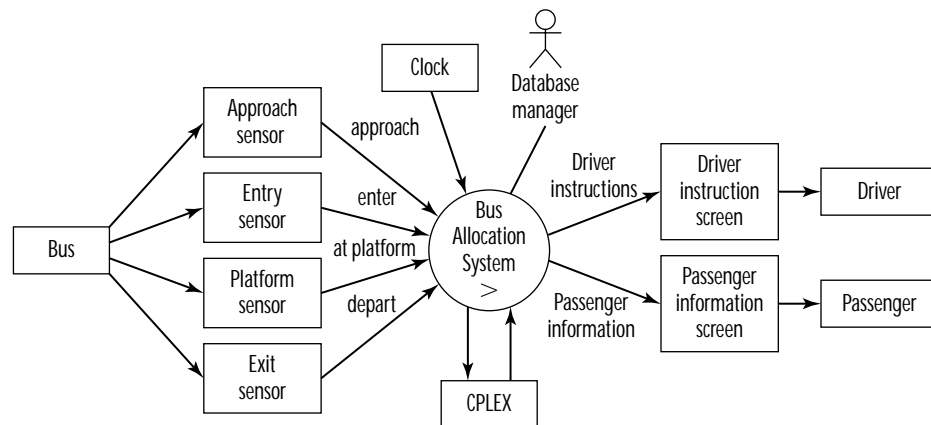 Clock
Database
manager
Approach
sensor
approach
Entry
sensor
enter
Bus
at platform
Platform
sensor
depart
Exit
sensor
Bus
Allocation
System
>
CPLEX
Driver
instructions
Driver
instruction
screen
Driver
Passenger
information
Passenger
information
screen
Passenger